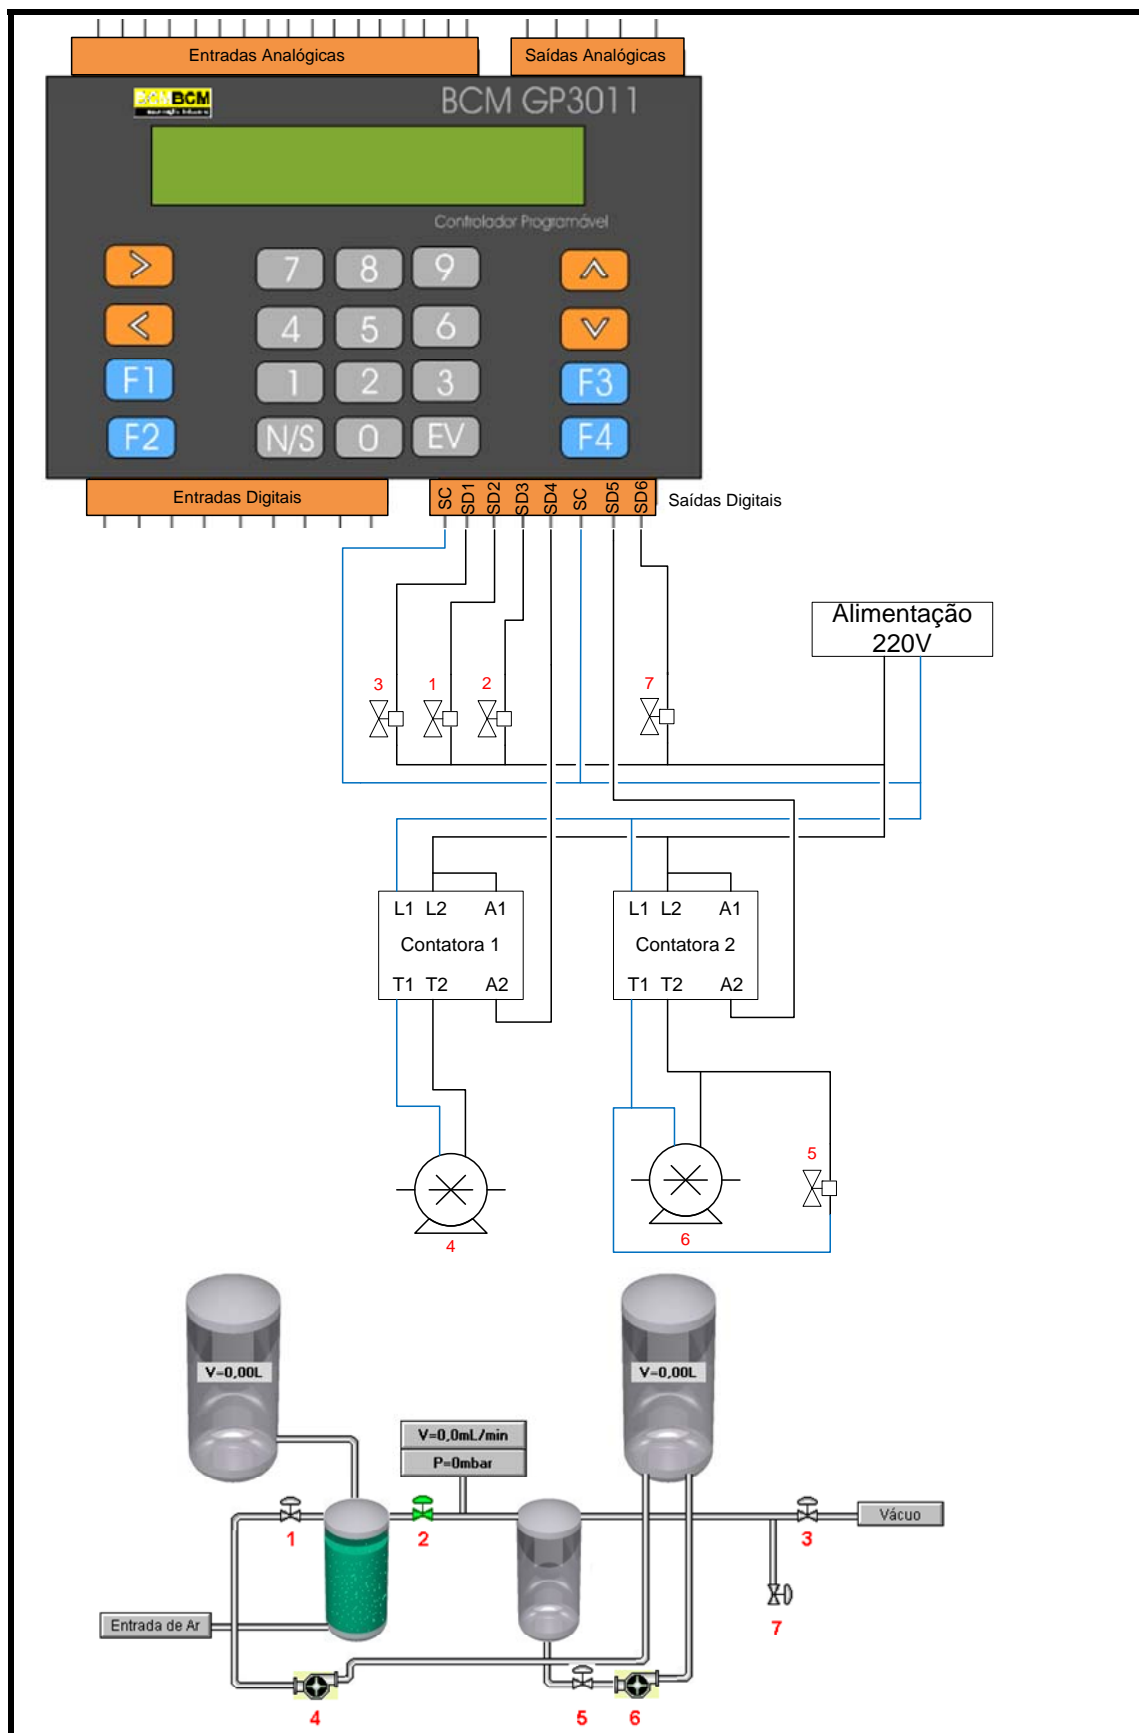 Entradas Analógicas
Saídas Analógicas
BCM
BCM GP3011
Controlador Programável
> 7 8 9 ^
< 4 5 6 v
F1 1 2 3 F3
F2 N/S 0 EV F4
Entradas Digitais
SC SD1 SD2 SD3 SD4 SC SD5 SD6
Saídas Digitais
Alimentação
220V
3 1 2 7
L1 L2 A1
Contatora 1
T1 T2 A2
L1 L2 A1
Contatora 2
T1 T2 A2
5
4
6
V=0,00L
V=0,00L
V=0,0mL/min
P=0mbar
1
2
3
Vácuo
7
Entrada de Ar
4
5
6